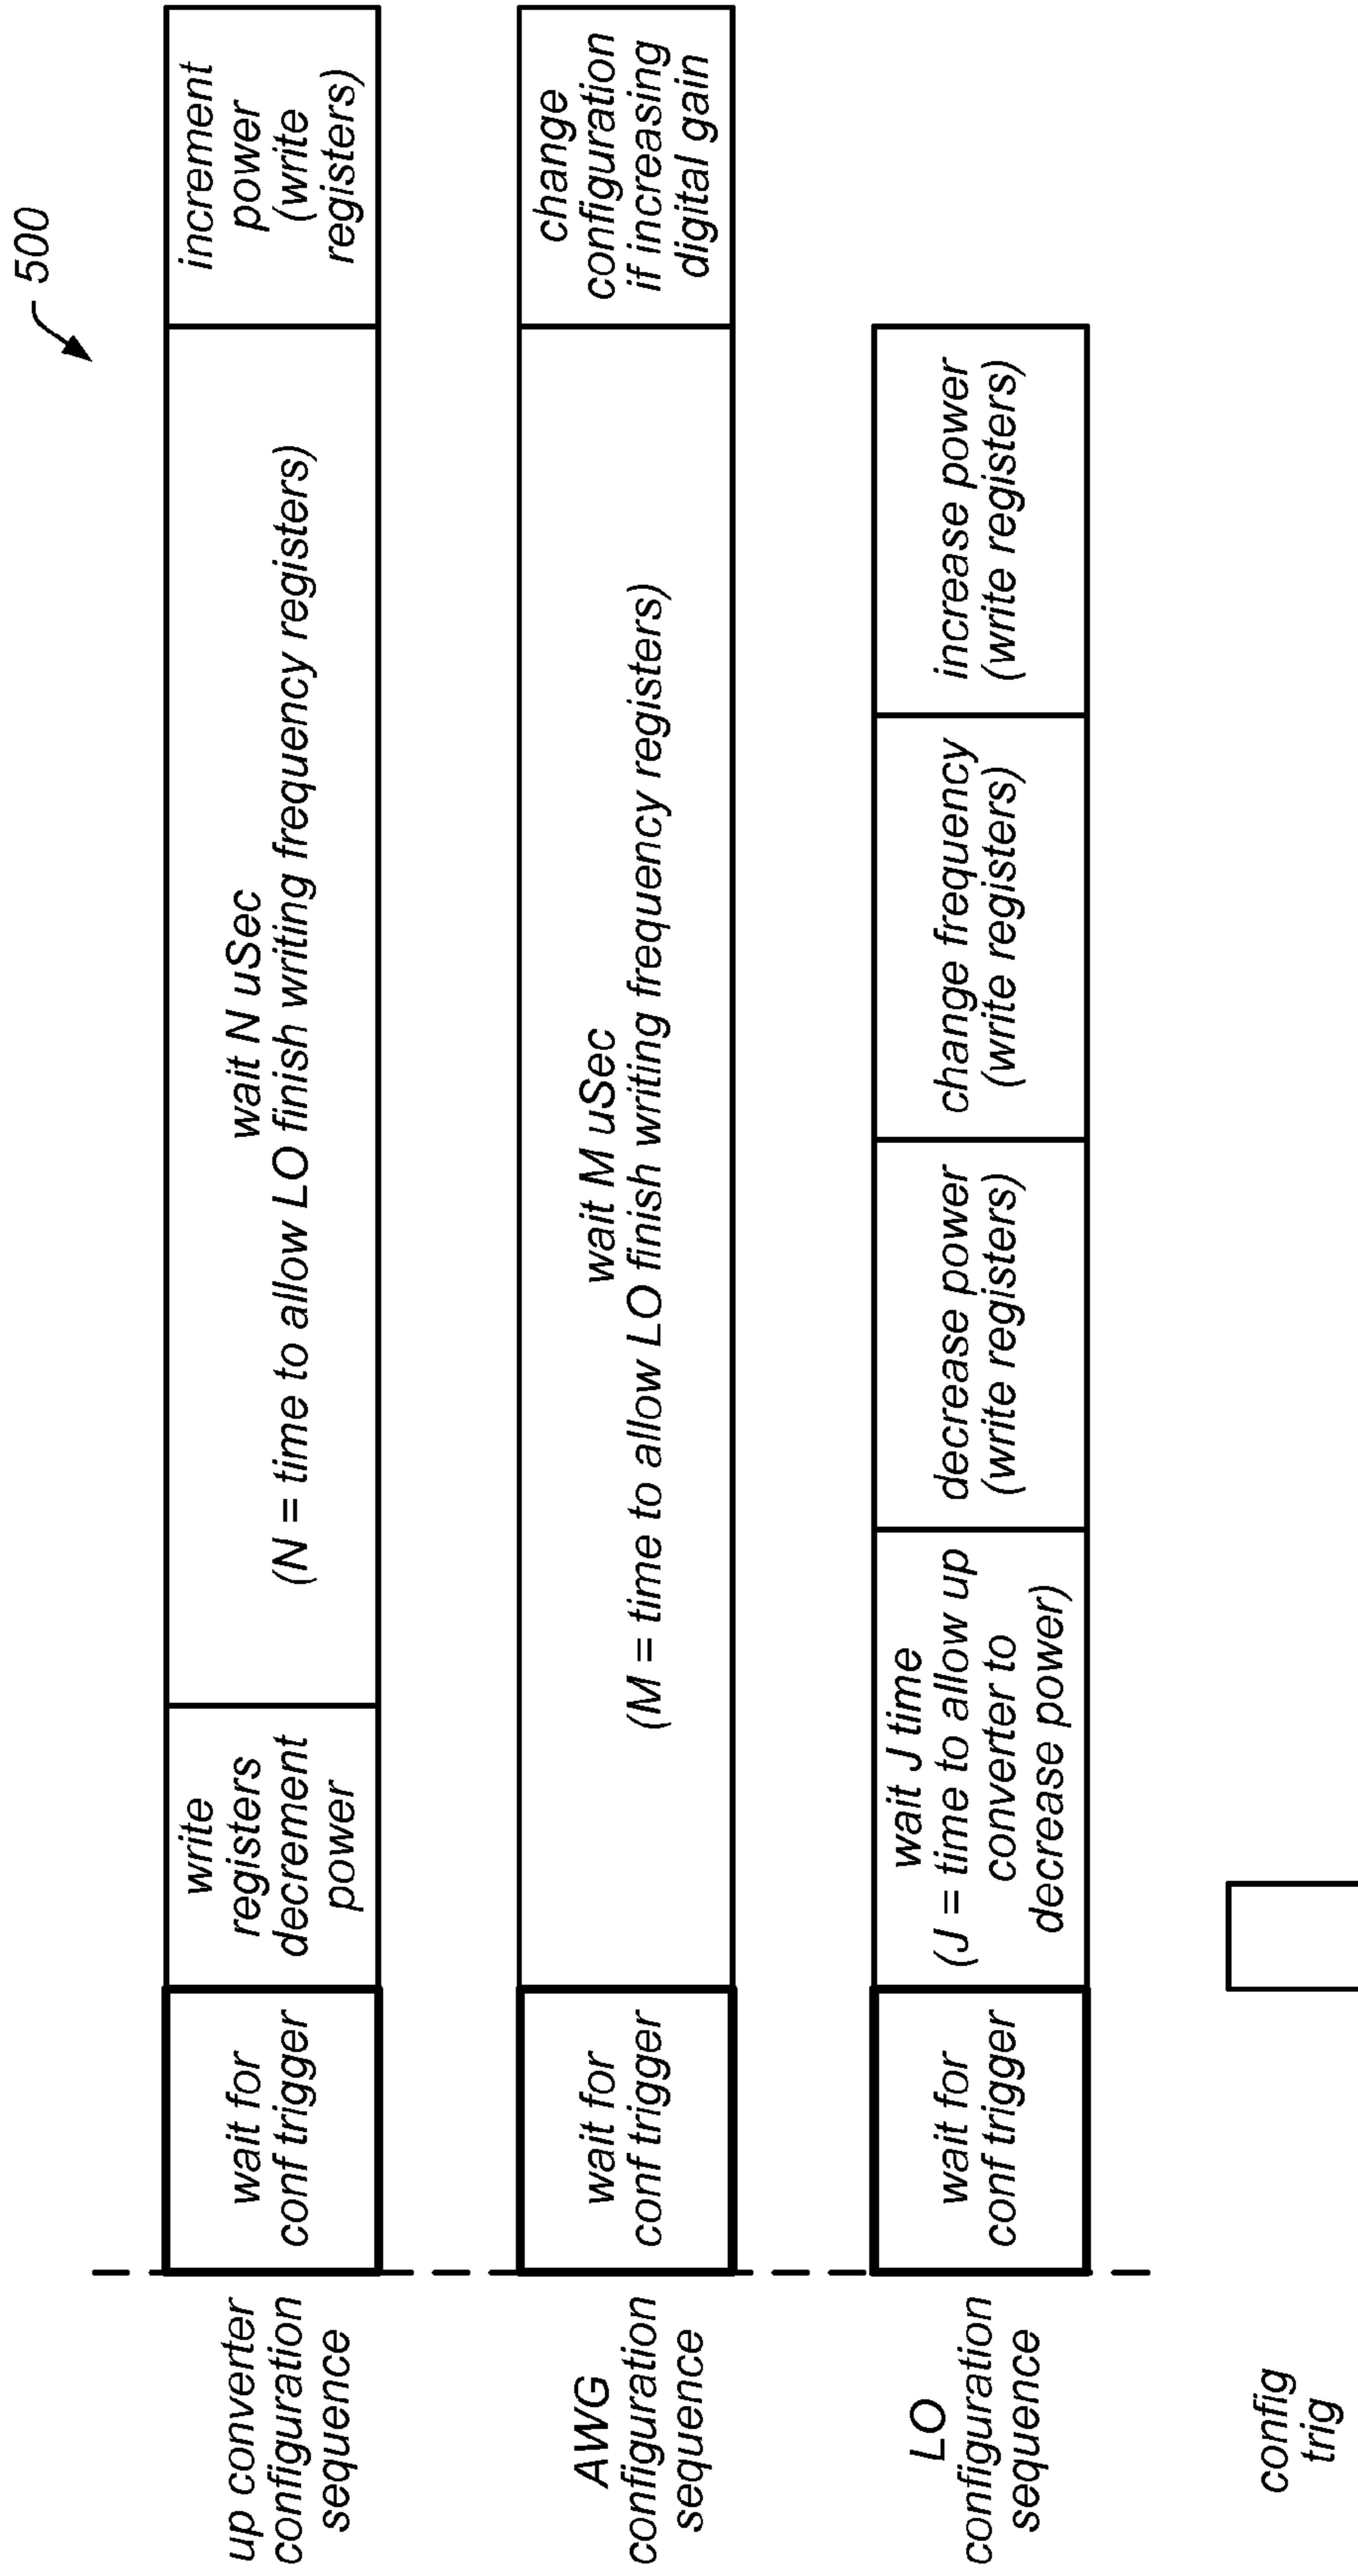 500
up converter
configuration
sequence
wait for
conf trigger
write
registers
decrement
power
wait N uSec
(N = time to allow LO finish writing frequency registers)
increment
power
(write
registers)
AWG
configuration
sequence
wait for
conf trigger
wait M uSec
(M = time to allow LO finish writing frequency registers)
change
configuration
if increasing
digital gain
LO
configuration
sequence
wait for
conf trigger
wait J time
(J = time to allow up
converter to
decrease power)
decrease power
(write registers)
change frequency
(write registers)
increase power
(write registers)
config
trig